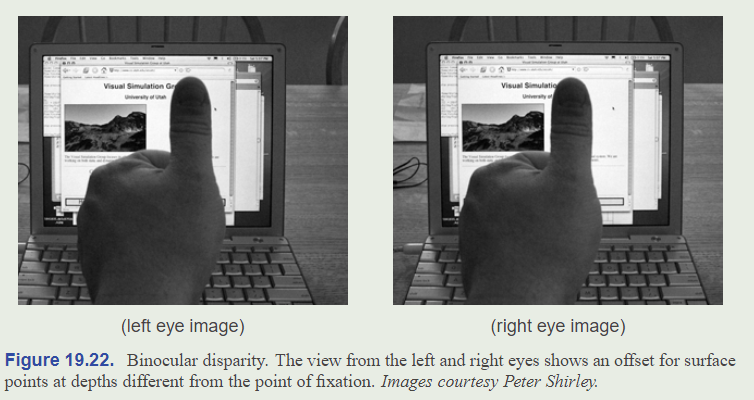 Visual Simulation Gr
University of Utah
Visual Simulatio
University of Utah
(left eye image)
(right eye image)
Figure 19.22. Binocular disparity. The view from the left and right eyes shows an offset for surface
points at depths different from the point of fixation. Images courtesy Peter Shirley.